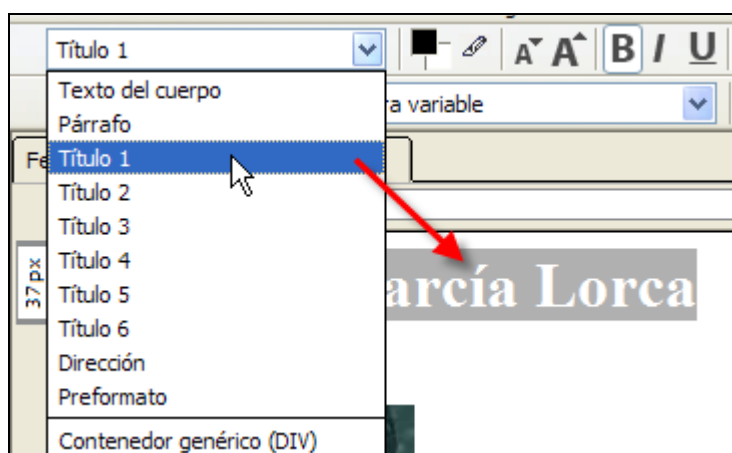 Título 1
A A B I U
Texto del cuerpo
a variable
Párrafo
Fe
Título 1
Título 2
Título 3
Título 4
37 px
arcía Lorca
Título 5
Título 6
Dirección
Preformato
Contenedor genérico (DIV)